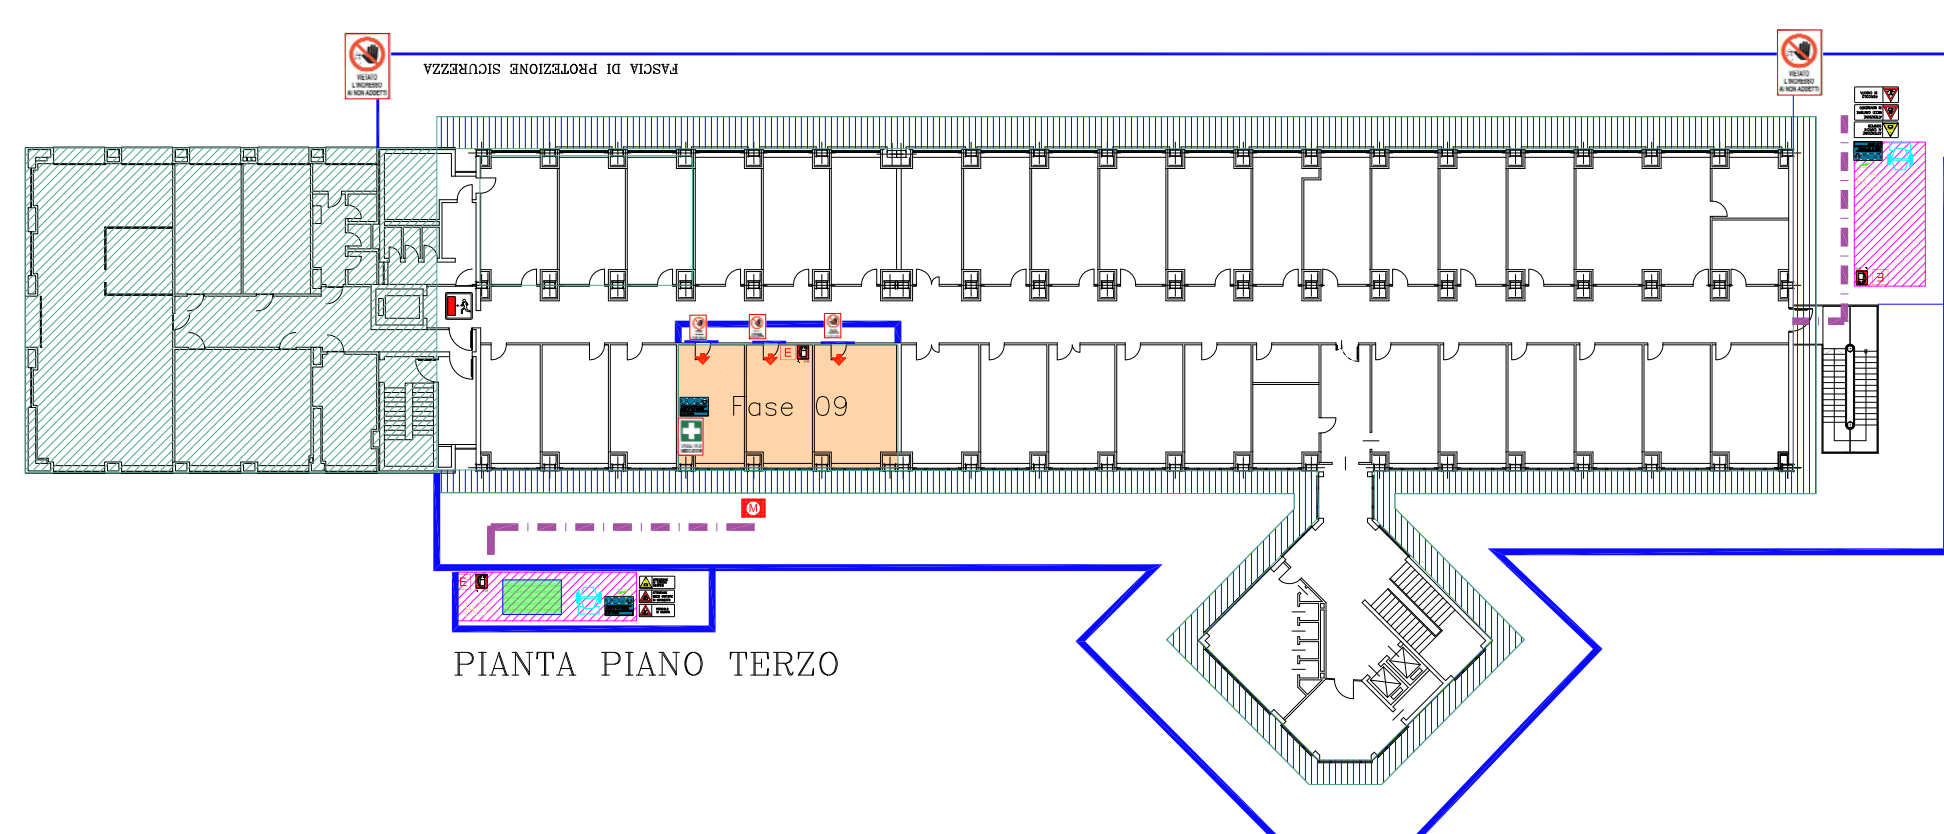 VIETATO
L'INGRESSO
AI NON ADDETTI
VIETATO
L'INGRESSO
AI NON ADDETTI
FASCIA DI PROTEZIONE SICUREZZA
E
E
Fase 09
M
E
PIANTA PIANO TERZO